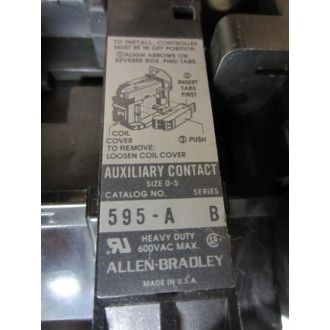 TO INSTALL, CONTROLLER
MUST BE IN OFF POSITION.
① ALIGN ARROWS ON
REVERSE SIDE, FIND TABS.
② INSERT
TABS
FIRST
COIL
COVER
③ PUSH
TO REMOVE:
LOOSEN COIL COVER
AUXILIARY CONTACT
SIZE 0-5
CATALOG NO. SERIES
595-A B
HEAVY DUTY
600VAC MAX.
ALLEN-BRADLEY
MADE IN U.S.A.